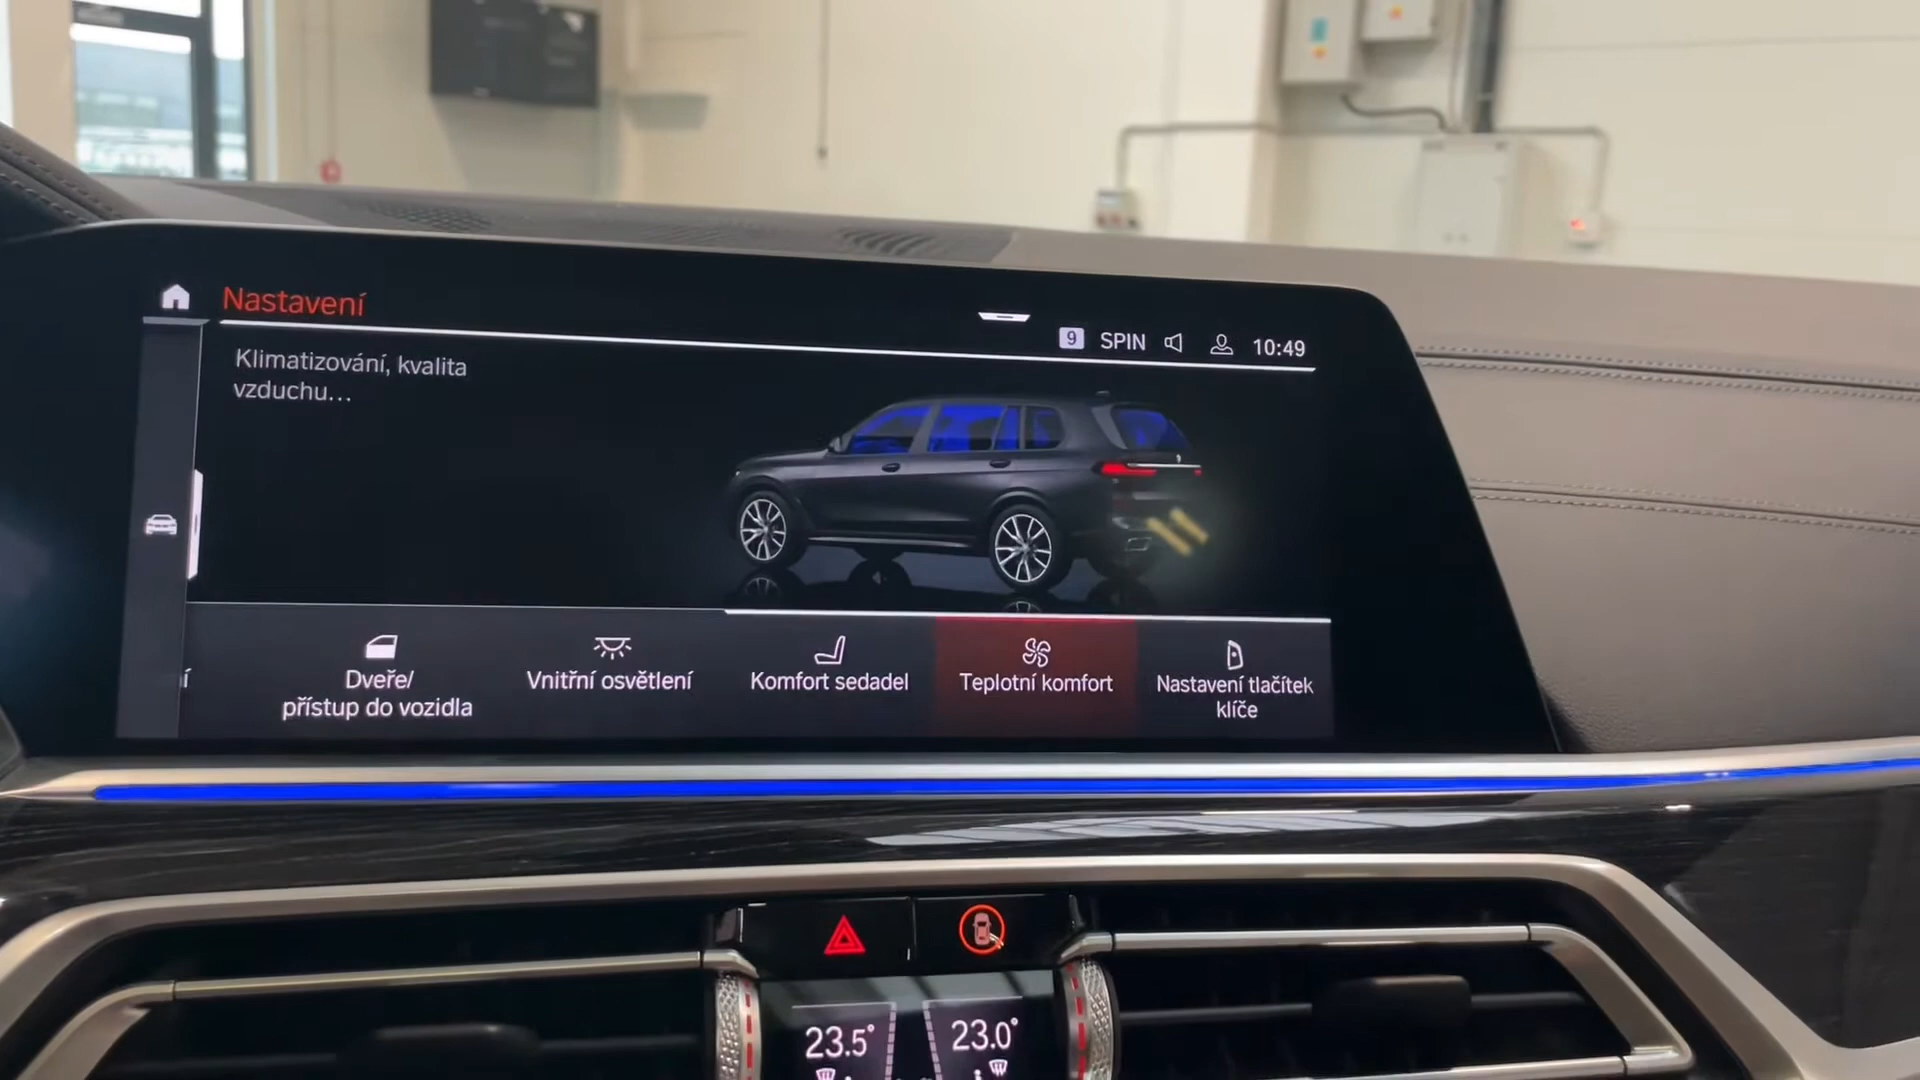 Nastavení
9 SPIN 10:49
Klimatizování, kvalita
vzduchu...
í
Dveře/
přístup do vozidla
Vnitřní osvětlení
Komfort sedadel
Teplotní komfort
Nastavení tlačítek
klíče
23.5°
23.0°